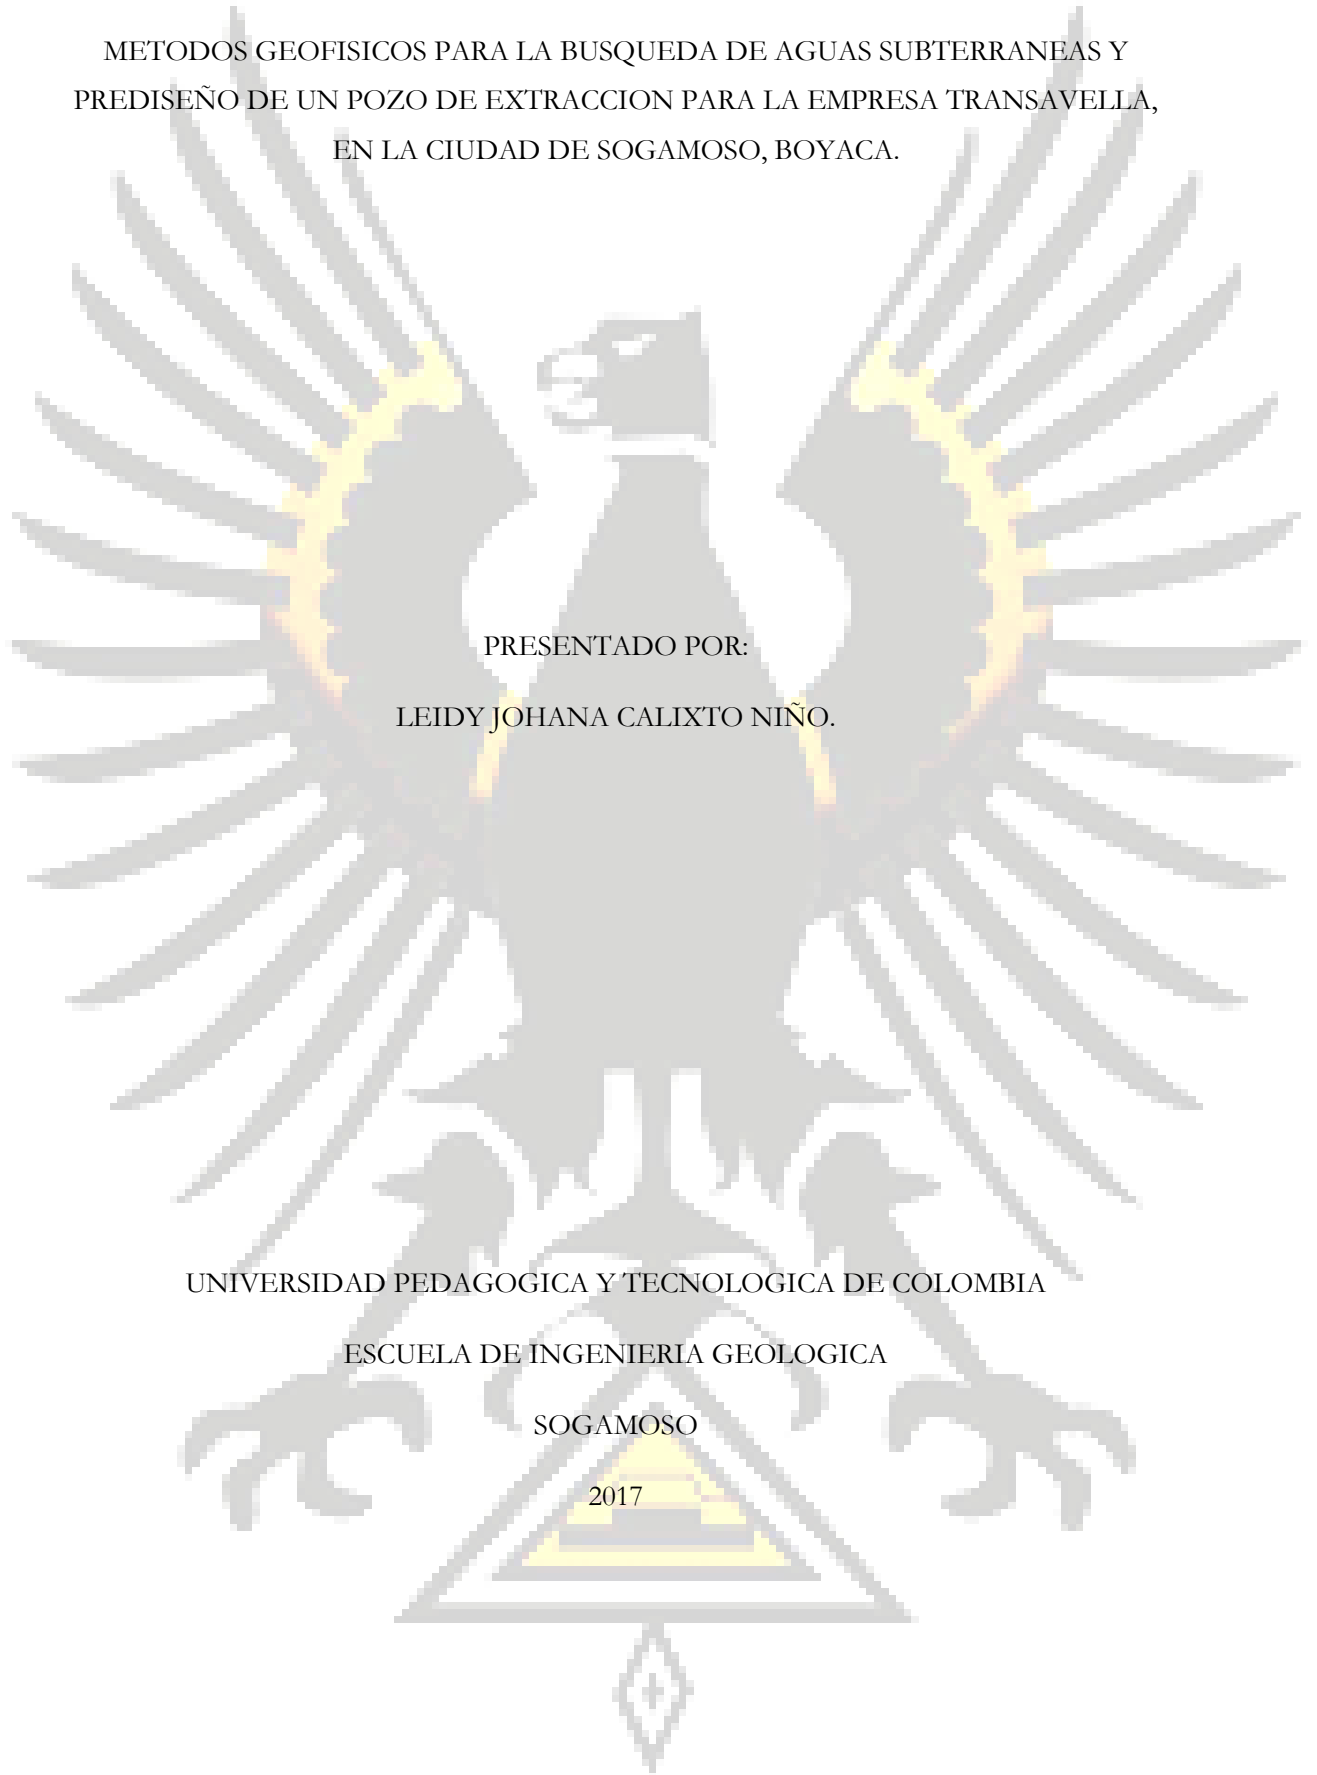 METODOS GEOFISICOS PARA LA BUSQUEDA DE AGUAS SUBTERRANEAS Y
PREDISEÑO DE UN POZO DE EXTRACCION PARA LA EMPRESA TRANSAVELLA,
EN LA CIUDAD DE SOGAMOSO, BOYACA.
PRESENTADO POR:
LEIDY JOHANA CALIXTO NIÑO.
UNIVERSIDAD PEDAGOGICA Y TECNOLOGICA DE COLOMBIA
ESCUELA DE INGENIERIA GEOLOGICA
SOGAMOSO
2017